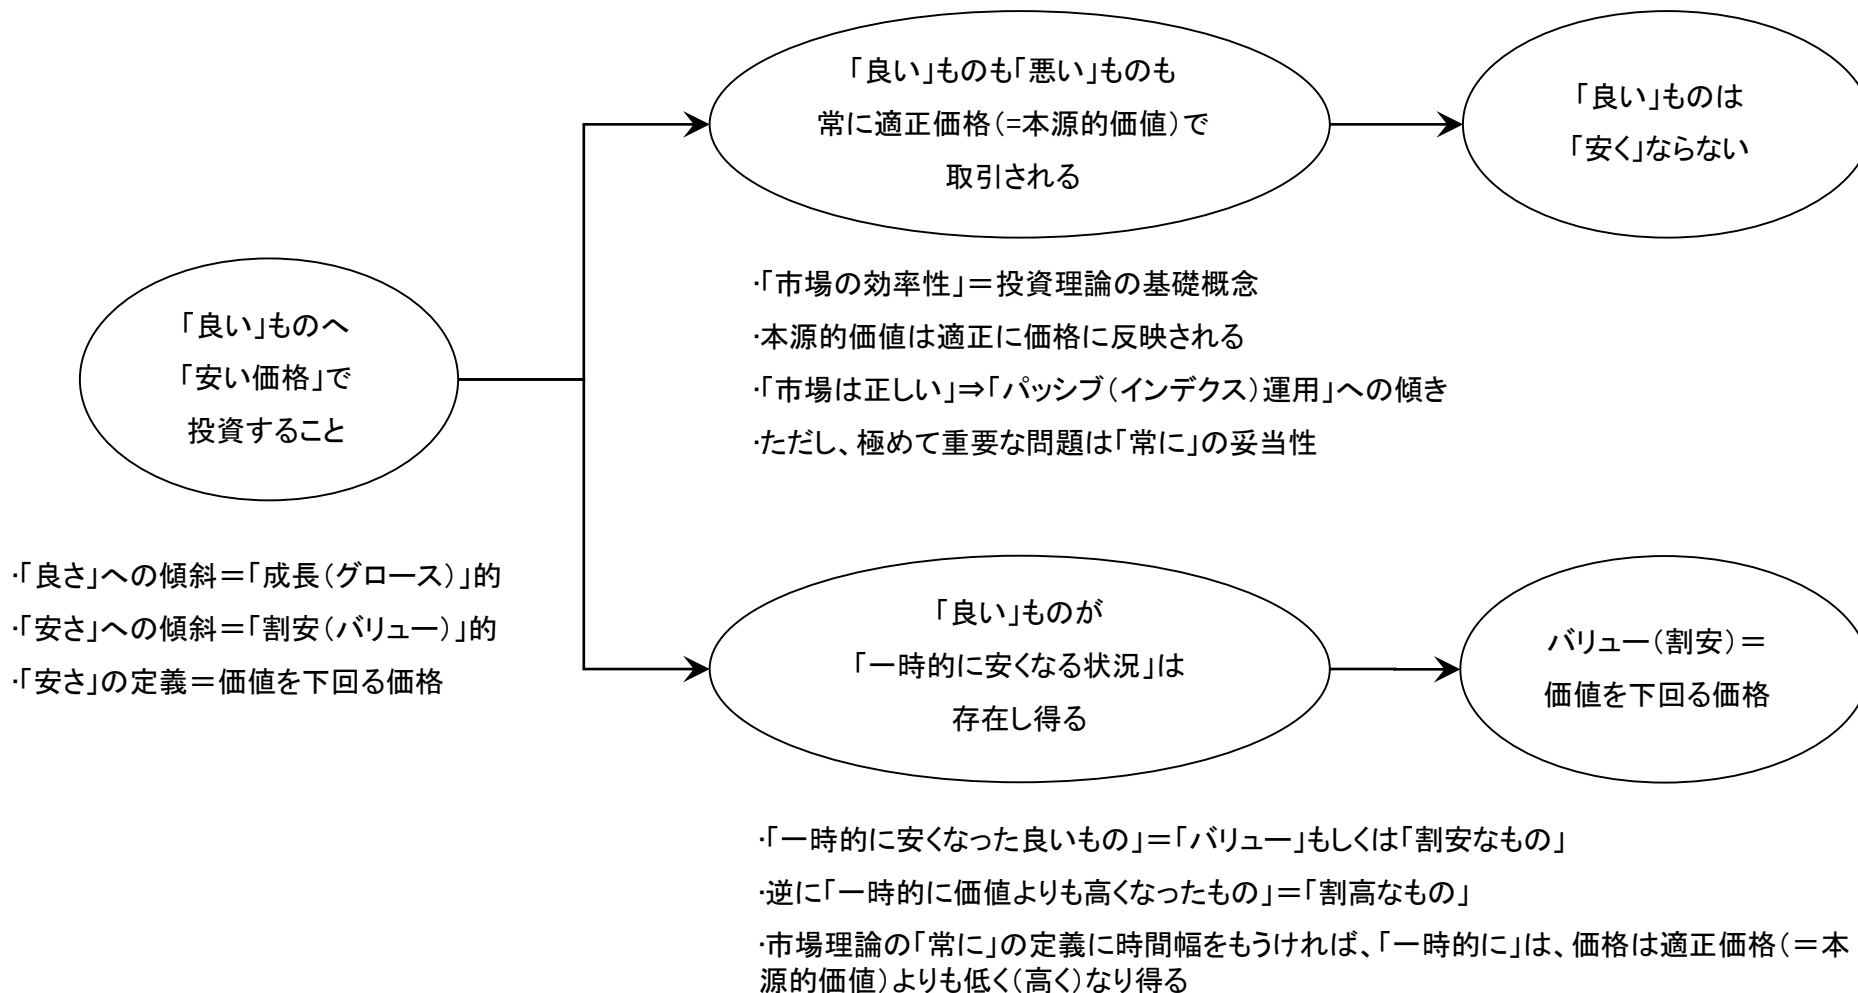 「良い」ものへ
「安い価格」で
投資すること
・「良さ」への傾斜＝「成長（グロース）」的
・「安さ」への傾斜＝「割安（バリュー）」的
・「安さ」の定義＝価値を下回る価格
「良い」ものも「悪い」ものも
常に適正価格（=本源的価値）で
取引される
「良い」ものは
「安く」ならない
・「市場の効率性」＝投資理論の基礎概念
・本源的価値は適正に価格に反映される
・「市場は正しい」⇒「パッシブ（インデクス）運用」への傾き
・ただし、極めて重要な問題は「常に」の妥当性
「良い」ものが
「一時的に安くなる状況」は
存在し得る
バリュー（割安）＝
価値を下回る価格
・「一時的に安くなった良いもの」＝「バリュー」もしくは「割安なもの」
・逆に「一時的に価値よりも高くなったもの」＝「割高なもの」
・市場理論の「常に」の定義に時間幅をもうければ、「一時的に」は、価格は適正価格（＝本
源的価値）よりも低く（高く）なり得る